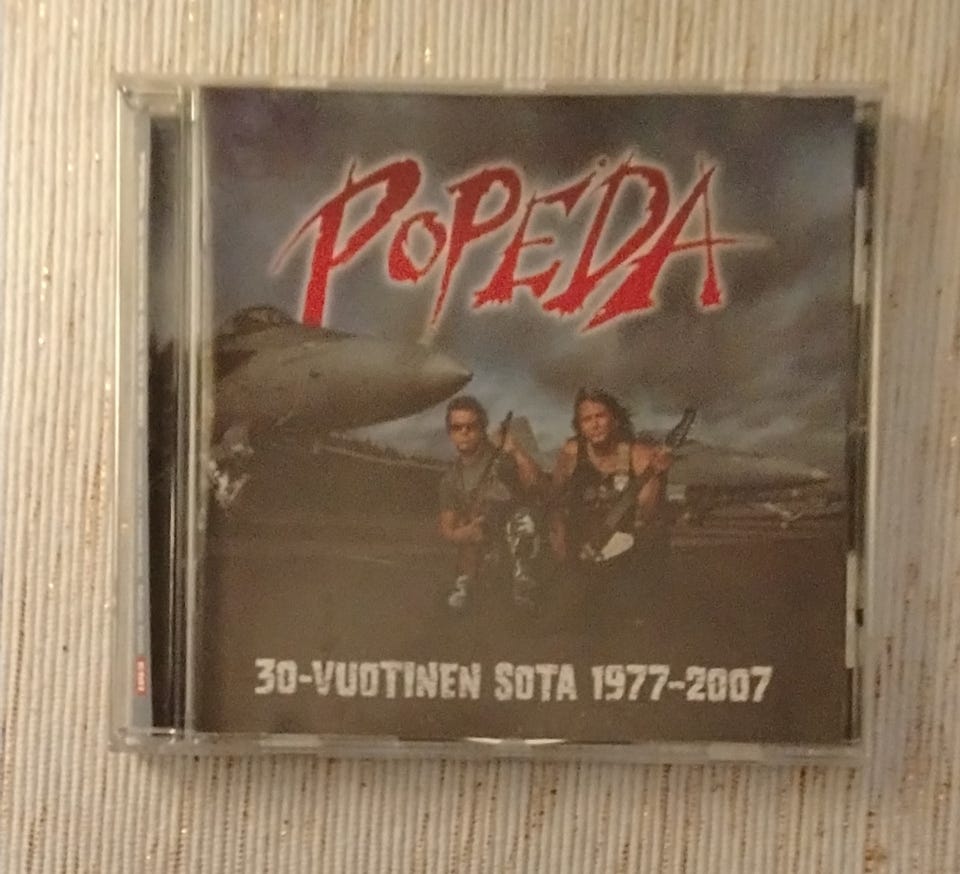 POPEDA
30-VUOTINEN SOTA 1977-2007